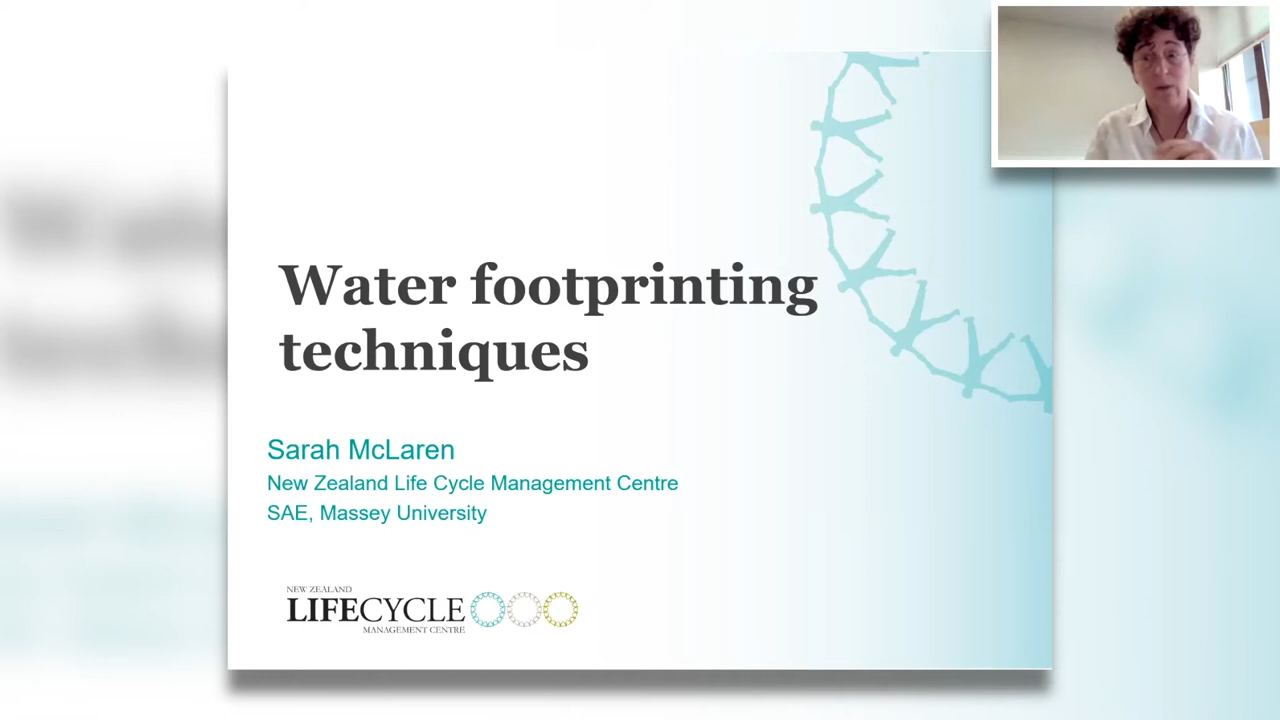 Water footprinting
techniques
Sarah McLaren
New Zealand Life Cycle Management Centre
SAE, Massey University
NEW ZEALAND
LIFECYCLE
MANAGEMENT CENTRE